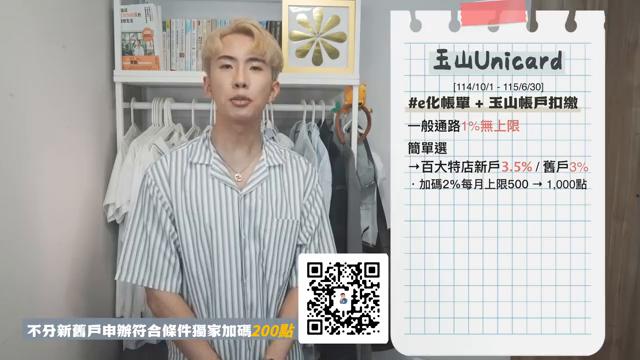 玉山Unicard
[114/10/1 - 115/6/30]
#e化帳單 + 玉山帳戶扣繳
一般通路1%無上限
簡單選
→百大特店新戶3.5% / 舊戶3%
· 加碼2%每月上限500 → 1,000點
不分新舊戶申辦符合條件獨家加碼200點